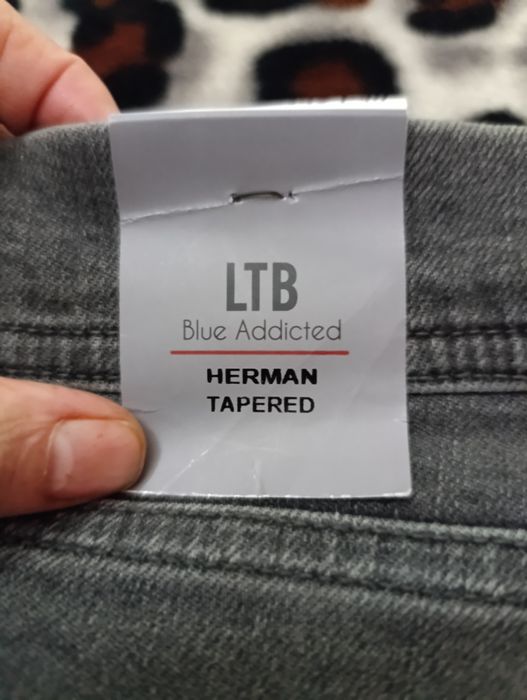 LTB
Blue Addicted
HERMAN
TAPERED